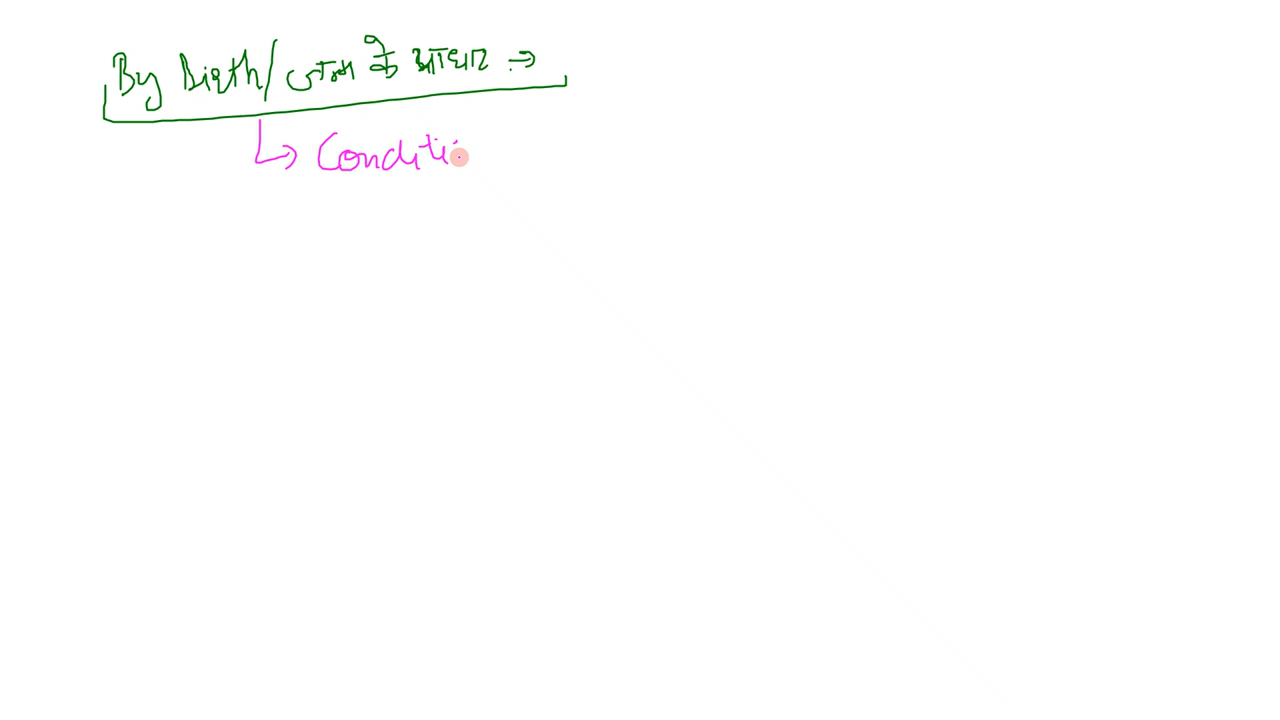 By Birth/जन्म के आधार →
↳ Conditi